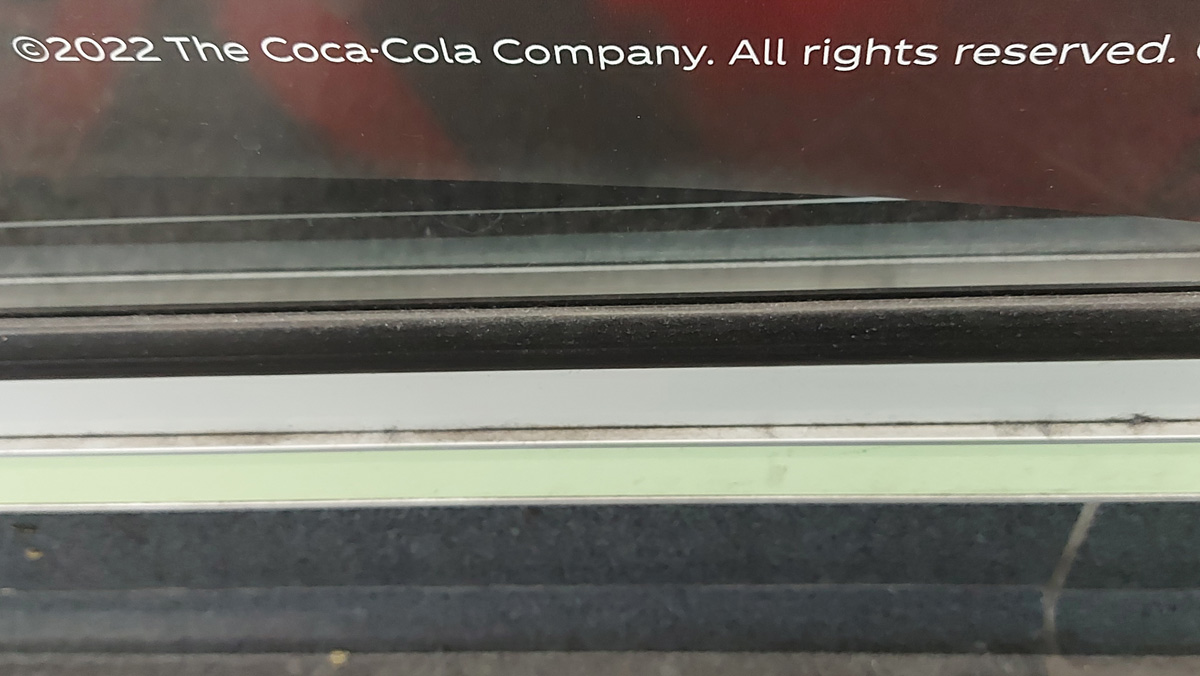 ©2022 The Coca-Cola Company. All rights reserved.